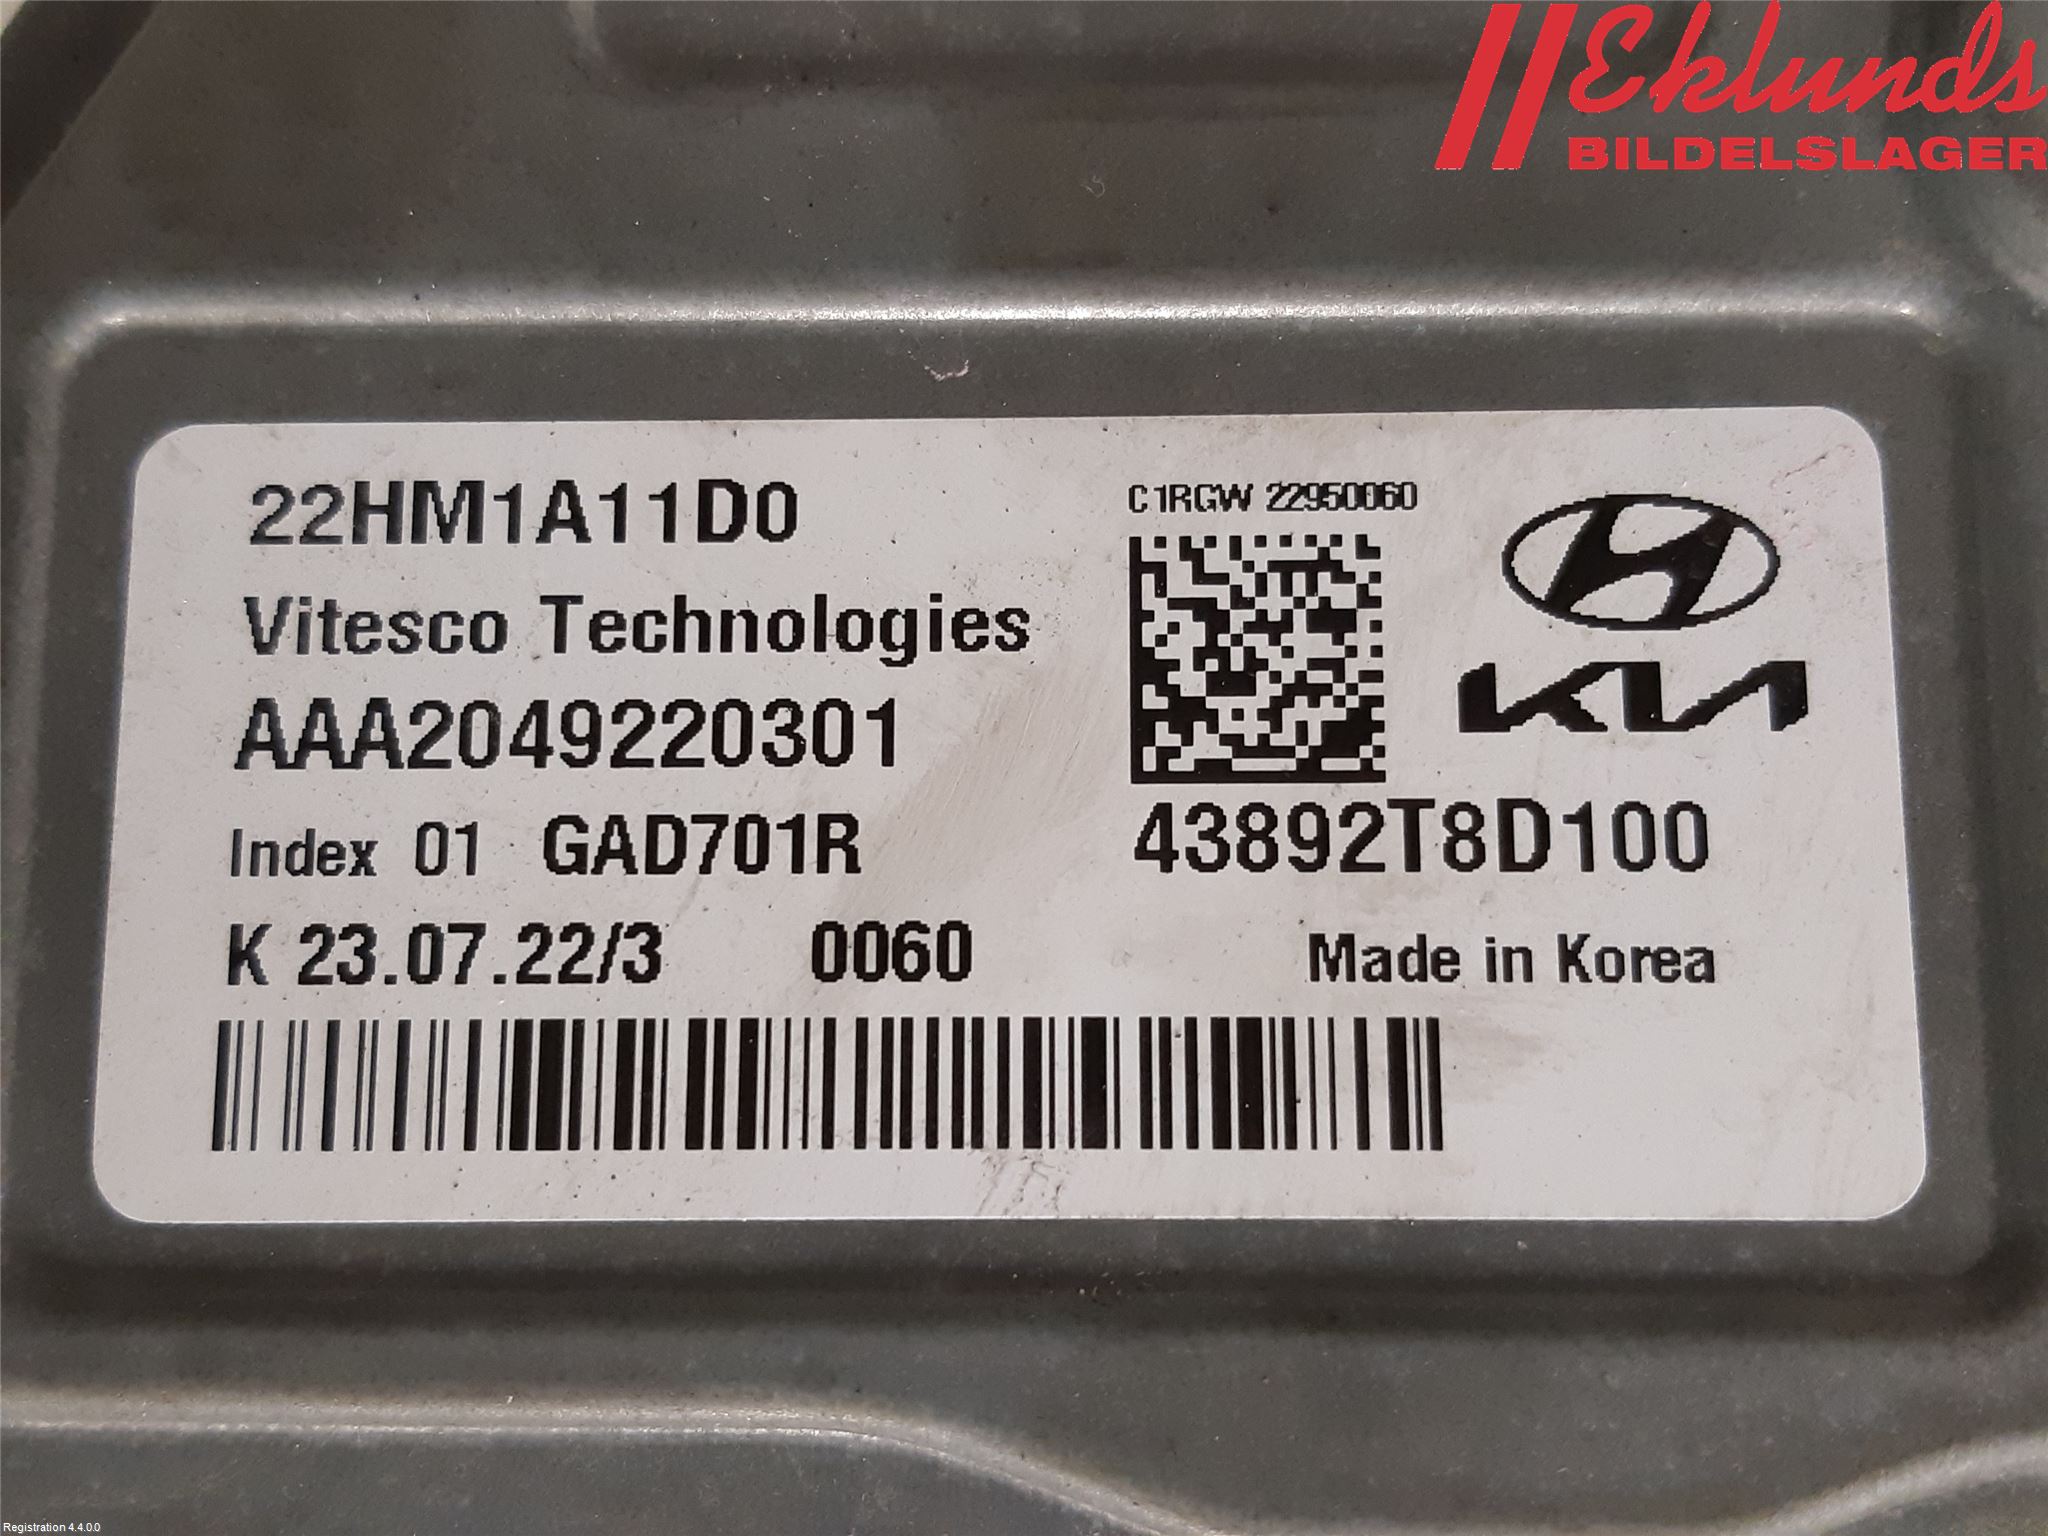 Eklunds
BILDELSLAGER
22HM1A11D0
Vitesco Technologies
AAA2049220301
Index 01 GAD701R
K 23.07.22/3 0060
C1RGW 22950060
KIA
43892T8D100
Made in Korea
Registration 4.4.0.0